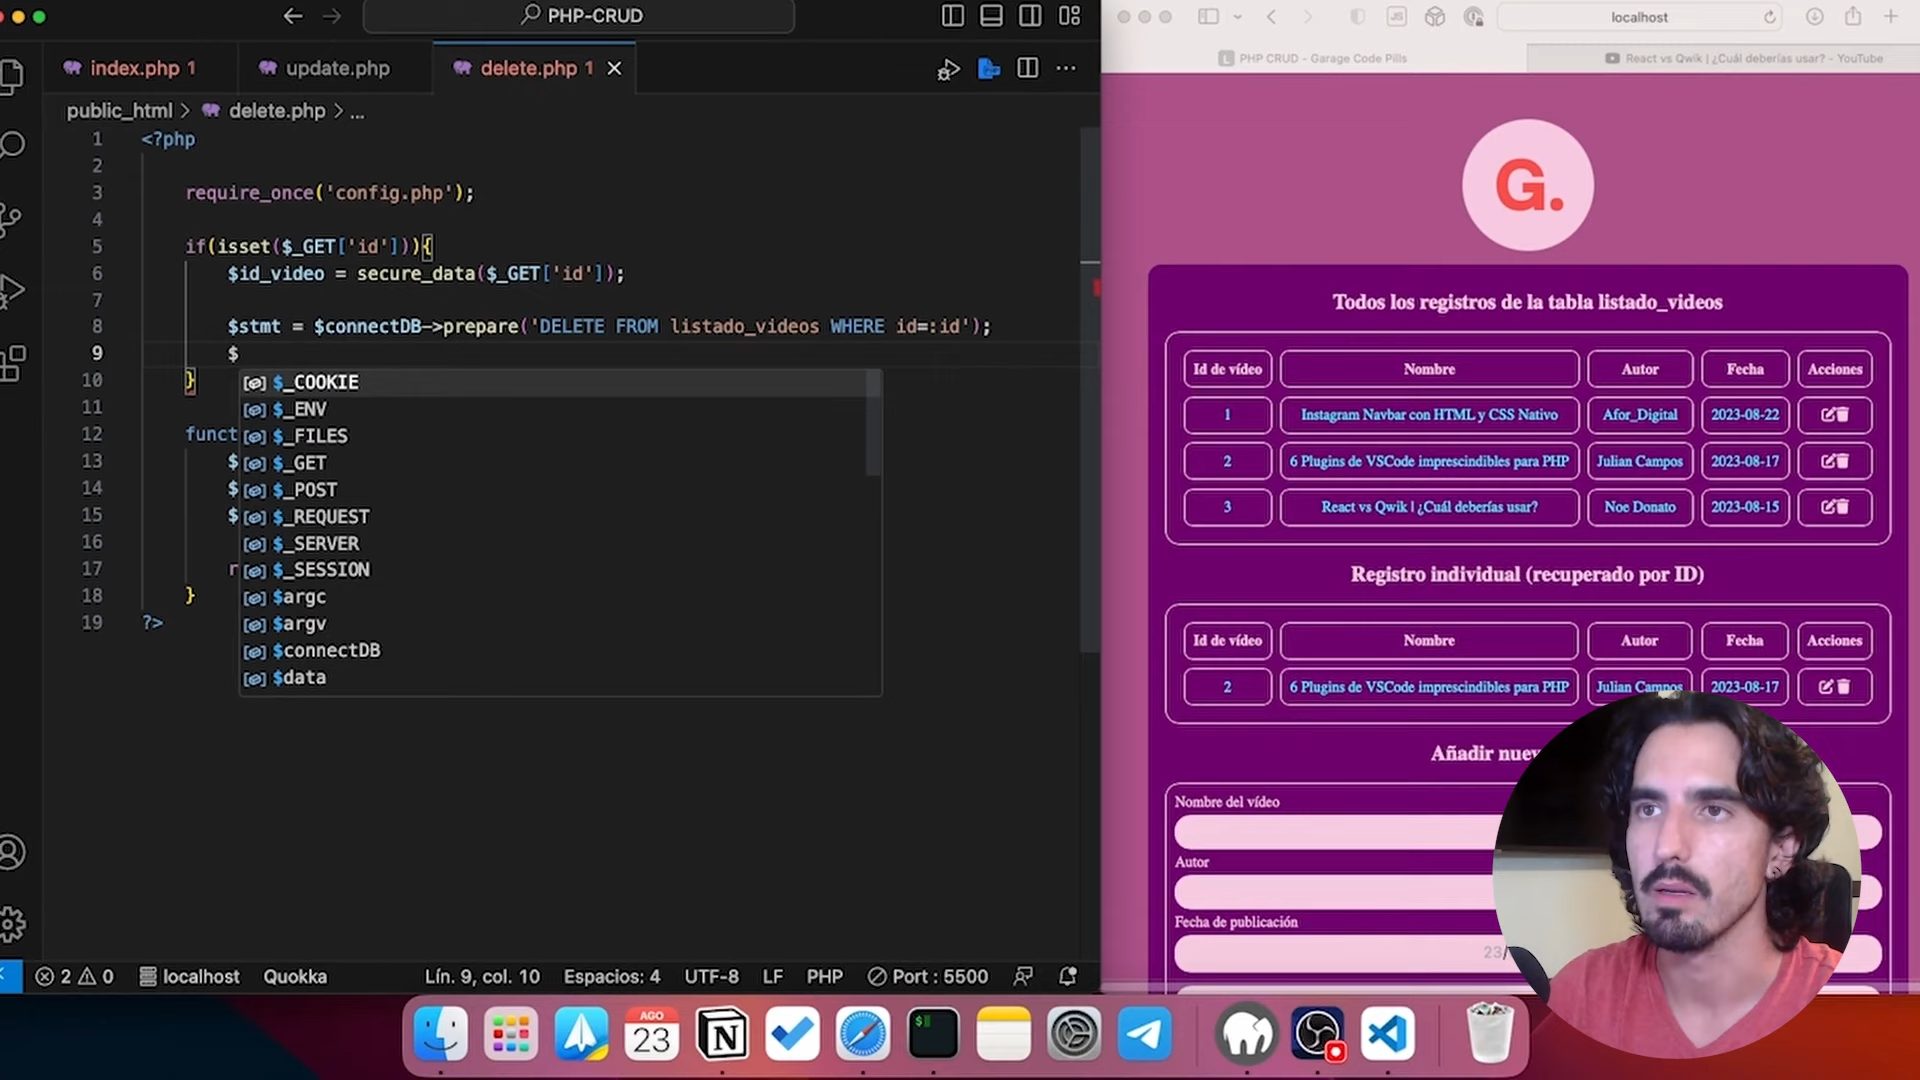 PHP-CRUD
index.php 1
update.php
delete.php 1
public_html > delete.php > ...
1 <?php
2
3 require_once('config.php');
4
5 if(isset($_GET['id'])){
6 $id_video = secure_data($_GET['id']);
7
8 $stmt = $connectDB->prepare('DELETE FROM listado_videos WHERE id=:id');
9 $
10 }
11
12 funct
13 $
14 $
15 $
16
17 r
18 }
19 ?>
$_COOKIE
$_ENV
$_FILES
$_GET
$_POST
$_REQUEST
$_SERVER
$_SESSION
$argc
$argv
$connectDB
$data
2 0 localhost Quokka Lín. 9, col. 10 Espacios: 4 UTF-8 LF PHP Port : 5500
localhost
PHP CRUD - Garage Code Pills
React vs Qwik | ¿Cuál deberías usar? - YouTube
G.
Todos los registros de la tabla listado_videos
Id de vídeo Nombre Autor Fecha Acciones
1 Instagram Navbar con HTML y CSS Nativo Afor_Digital 2023-08-22
2 6 Plugins de VSCode imprescindibles para PHP Julian Campos 2023-08-17
3 React vs Qwik | ¿Cuál deberías usar? Noe Donato 2023-08-15
Registro individual (recuperado por ID)
Id de vídeo Nombre Autor Fecha Acciones
2 6 Plugins de VSCode imprescindibles para PHP Julian Campos 2023-08-17
Añadir nuev
Nombre del vídeo
Autor
Fecha de publicación
23/
AGO
23